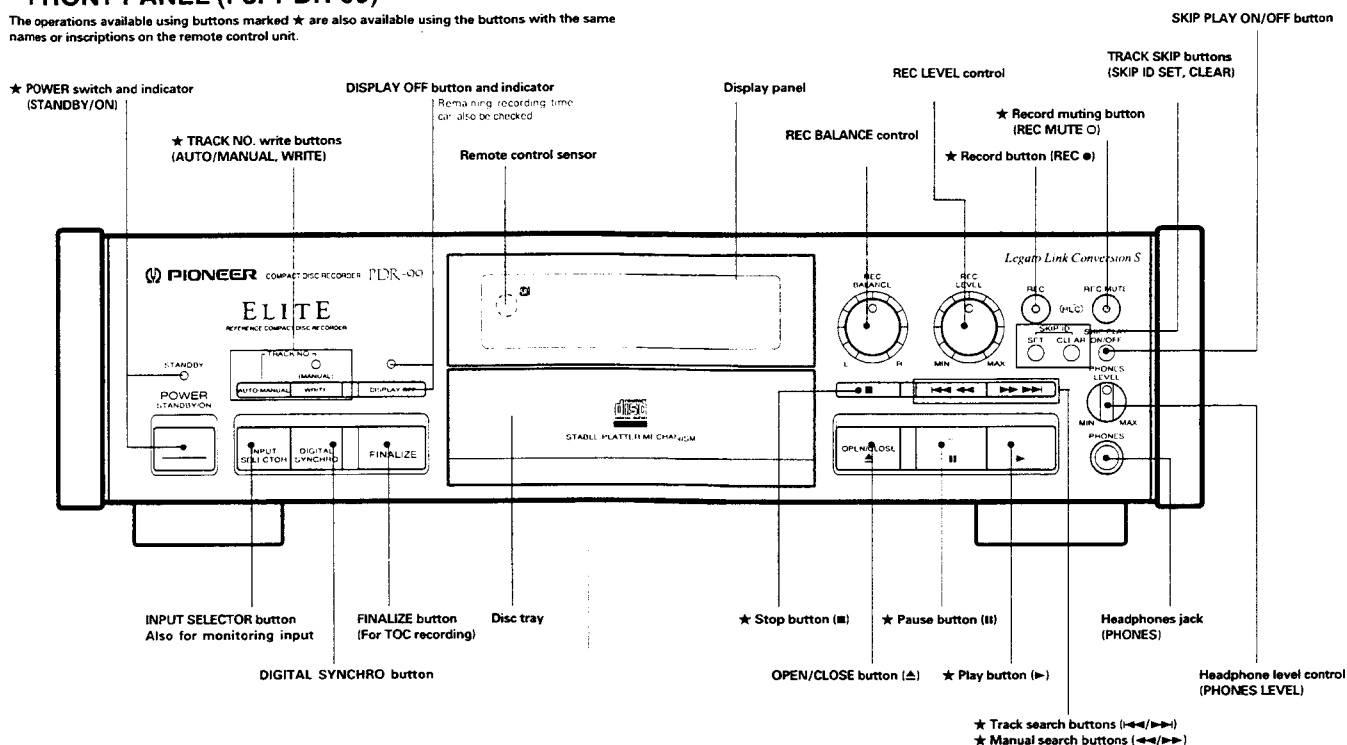 FRONT PANEL (For PDR-99)
The operations available using buttons marked ★ are also available using the buttons with the same
names or inscriptions on the remote control unit.
SKIP PLAY ON/OFF button
TRACK SKIP buttons
(SKIP ID SET, CLEAR)
REC LEVEL control
★ POWER switch and indicator
(STANDBY/ON)
DISPLAY OFF button and indicator
Remaining recording time
can also be checked
Display panel
★ Record muting button
(REC MUTE O)
REC BALANCE control
★ TRACK NO. write buttons
(AUTO/MANUAL, WRITE)
Remote control sensor
★ Record button (REC ●)
PIONEER COMPACT DISC RECORDER PDR-99
Legato Link Conversion S
ELITE
REFERENCE COMPACT DISC RECORDER
REC
BALANCE
L R
REC
LEVEL
MIN MAX
REC
(REC)
REC MUTE
SKIP ID
SET CLEAR
SKIP PLAY
ON/OFF
TRACK NO.
(MANUAL)
STANDBY
AUTO/MANUAL WRITE DISPLAY OFF
POWER
STANDBY/ON
PHONES
LEVEL
MIN MAX
■ ⏮ ◀◀ ▶▶ ⏭
COMPACT
disc
STABLE PLATTER MECHANISM
INPUT
SELECTOR
DIGITAL
SYNCHRO
FINALIZE
OPEN/CLOSE
≜ ▮▮ ►
PHONES
INPUT SELECTOR button
Also for monitoring input
FINALIZE button
(For TOC recording)
Disc tray
★ Stop button (■)
★ Pause button (▮▮)
Headphones jack
(PHONES)
DIGITAL SYNCHRO button
OPEN/CLOSE button (≜)
★ Play button (►)
Headphone level control
(PHONES LEVEL)
★ Track search buttons (⏮/⏭)
★ Manual search buttons (◀◀/▶▶)